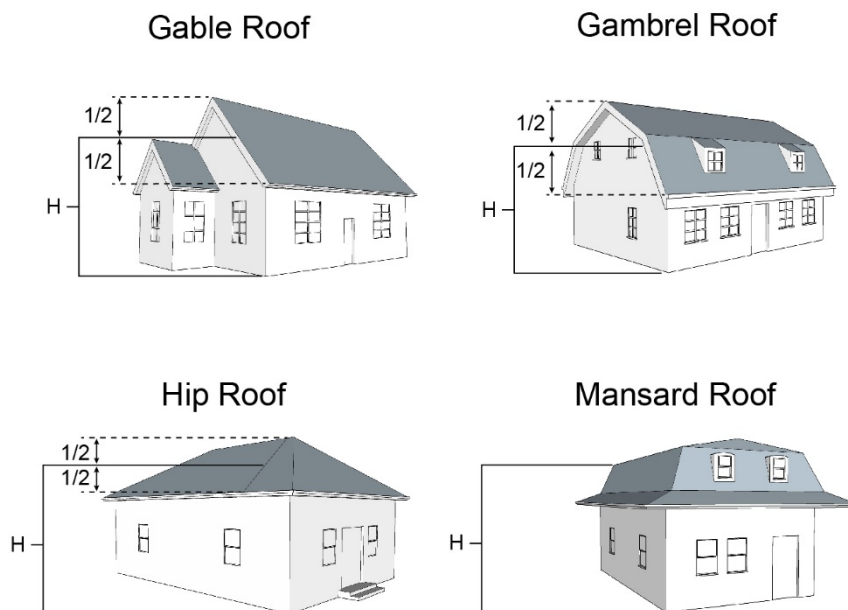 Gable Roof
Gambrel Roof
1/2
1/2
H
1/2
1/2
H
Hip Roof
Mansard Roof
1/2
1/2
H
H